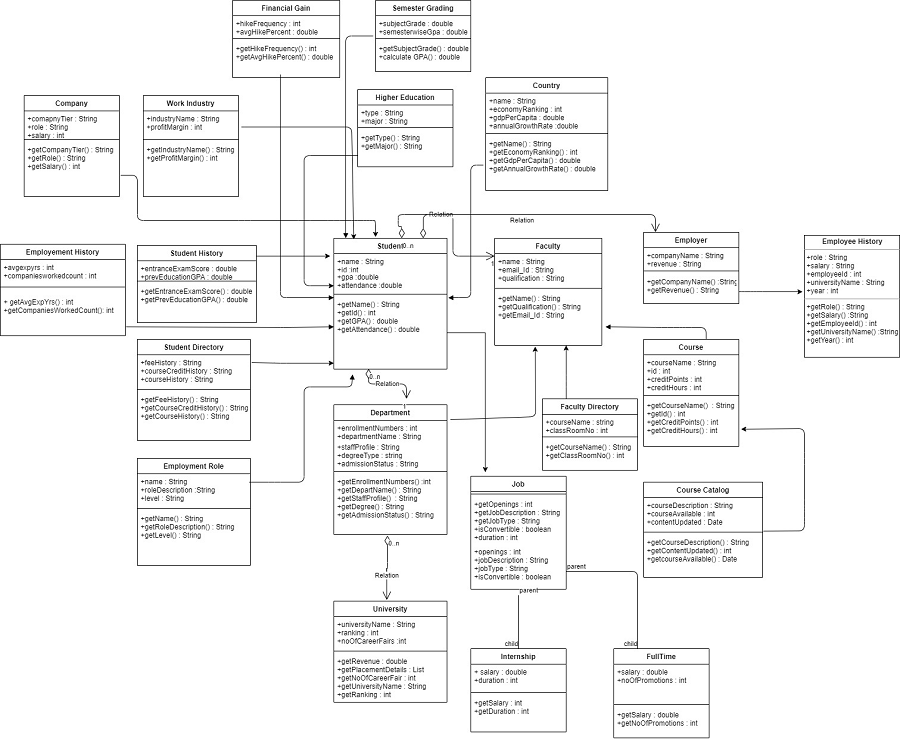 Financial Gain
+hikeFrequency : int
+avgHikePercent : double
+getHikeFrequency() : int
+getAvgHikePercent() : double
Semester Grading
+subjectGrade : double
+semesterwiseGpa : double
+getSubjectGrade() : double
+calculate GPA() : double
Company
+comapnyTier : String
+role : String
+salary : int
+getCompanyTier() : String
+getRole() : String
+getSalary() : int
Work Industry
+industryName : String
+profitMargin : int
+getIndustryName() : String
+getProfitMargin() : int
Higher Education
+type : String
+major : String
+getType() : String
+getMajor() : String
Country
+name : String
+economyRanking : int
+gdpPerCapita : double
+annualGrowthRate :double
+getName() : String
+getEconomyRanking() : int
+getGdpPerCapita() : double
+getAnnualGrowthRate() : double
Relation
Relation
Employement History
+avgexpyrs : int
+companiesworkedcount : int
+getAvgExpYrs() : int
+getCompaniesWorkedCount() : int
Student History
+entranceExamScore : double
+prevEducationGPA : double
+getEntranceExamScore() : double
+getPrevEducationGPA() : double
Student
0..n
+name : String
+id :int
+gpa :double
+attendance :double
+getName() : String
+getId() : int
+getGPA() : double
+getAttendance() : double
1
Faculty
+name : String
+email_Id : String
+qualification : String
+getName() : String
+getQualification() : String
+getEmail_Id : String
Employer
+companyName : String
+revenue : String
+getCompanyName() :String
+getRevenue() : String
Employee History
+role : String
+salary : String
+employeeId : int
+universityName : String
+year : int
+getRole() : String
+getSalary() :String
+getEmployeeId() : int
+getUniversityName() :String
+getYear() : int
Student Directory
+feeHistory : String
+courseCreditHistory : String
+courseHistory : String
+getFeeHistory() : String
+getCourseCreditHistory() : String
+getCourseHistory() : String
0..n
Relation
1
Course
+courseName : String
+id : int
+creditPoints : int
+creditHours : int
+getCourseName() : String
+getId() : int
+getCreditPoints() : int
+getCreditHours() : int
Faculty Directory
+courseName : string
+classRoomNo : int
+getCourseName() : String
+getClassRoomNo() : int
Department
+enrollmentNumbers : int
+departmentName : String
+staffProfile : String
+degreeType : string
+admissionStatus : String
+getEnrollmentNumbers() :int
+getDepartName() : String
+getStaffProfile() : String
+getDegree() : String
+getAdmissionStatus() : String
Employment Role
+name : String
+roleDescription :String
+level : String
+getName() : String
+getRoleDescription() : String
+getLevel() : String
Job
+getOpenings : int
+getJobDescription : String
+getJobType : String
+isConvertible : boolean
+duration : int
+openings : int
+jobDescription : String
+jobType : String
+isConvertible : boolean
Course Catalog
+courseDescription : String
+courseAvailable : int
+contentUpdated : Date
+getCourseDescription() : String
+getContentUpdated() : int
+getcourseAvailable() : Date
0..n
Relation
parent
parent
University
+universityName : String
+ranking : int
+noOfCareerFairs :int
+getRevenue : double
+getPlacementDetails : List
+getNoOfCareerFair : int
+getUniversityName : String
+getRanking : int
child
child
Internship
+ salary : double
+duration : int
+getSalary : int
+getDuration : int
FullTime
+salary : double
+noOfPromotions : int
+getSalary : double
+getNoOfPromotions : int